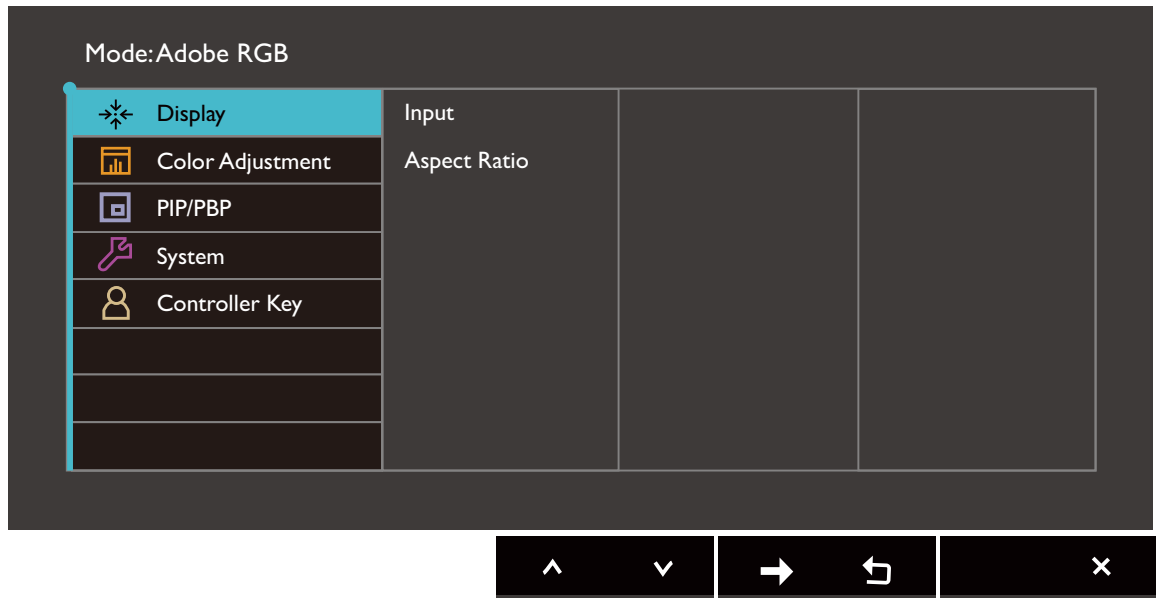 Mode: Adobe RGB
Display
Input
Color Adjustment
Aspect Ratio
PIP/PBP
System
Controller Key